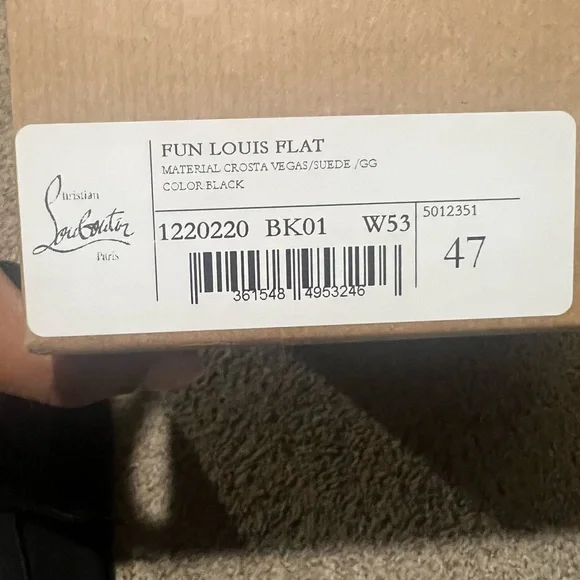 Christian
Louboutin
Paris
FUN LOUIS FLAT
MATERIAL CROSTA VEGAS/SUEDE /GG
COLOR:BLACK
1220220 BK01 W53
5012351
47
361548 4953246